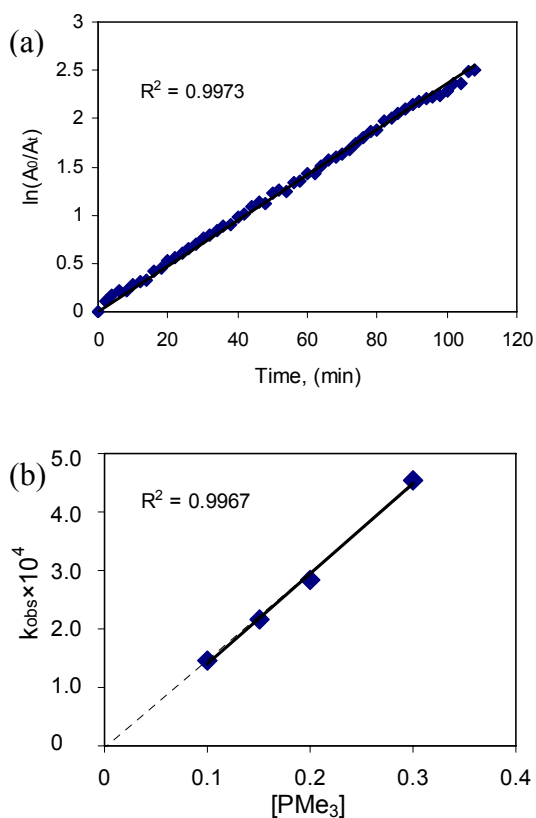 (a)
3
2.5
2
1.5
1
0.5
0
R² = 0.9973
ln(A₀/Aₜ)
0 20 40 60 80 100 120
Time, (min)
(b)
5.0
4.0
3.0
2.0
1.0
0
R² = 0.9967
kobs×10⁴
0 0.1 0.2 0.3 0.4
[PMe₃]